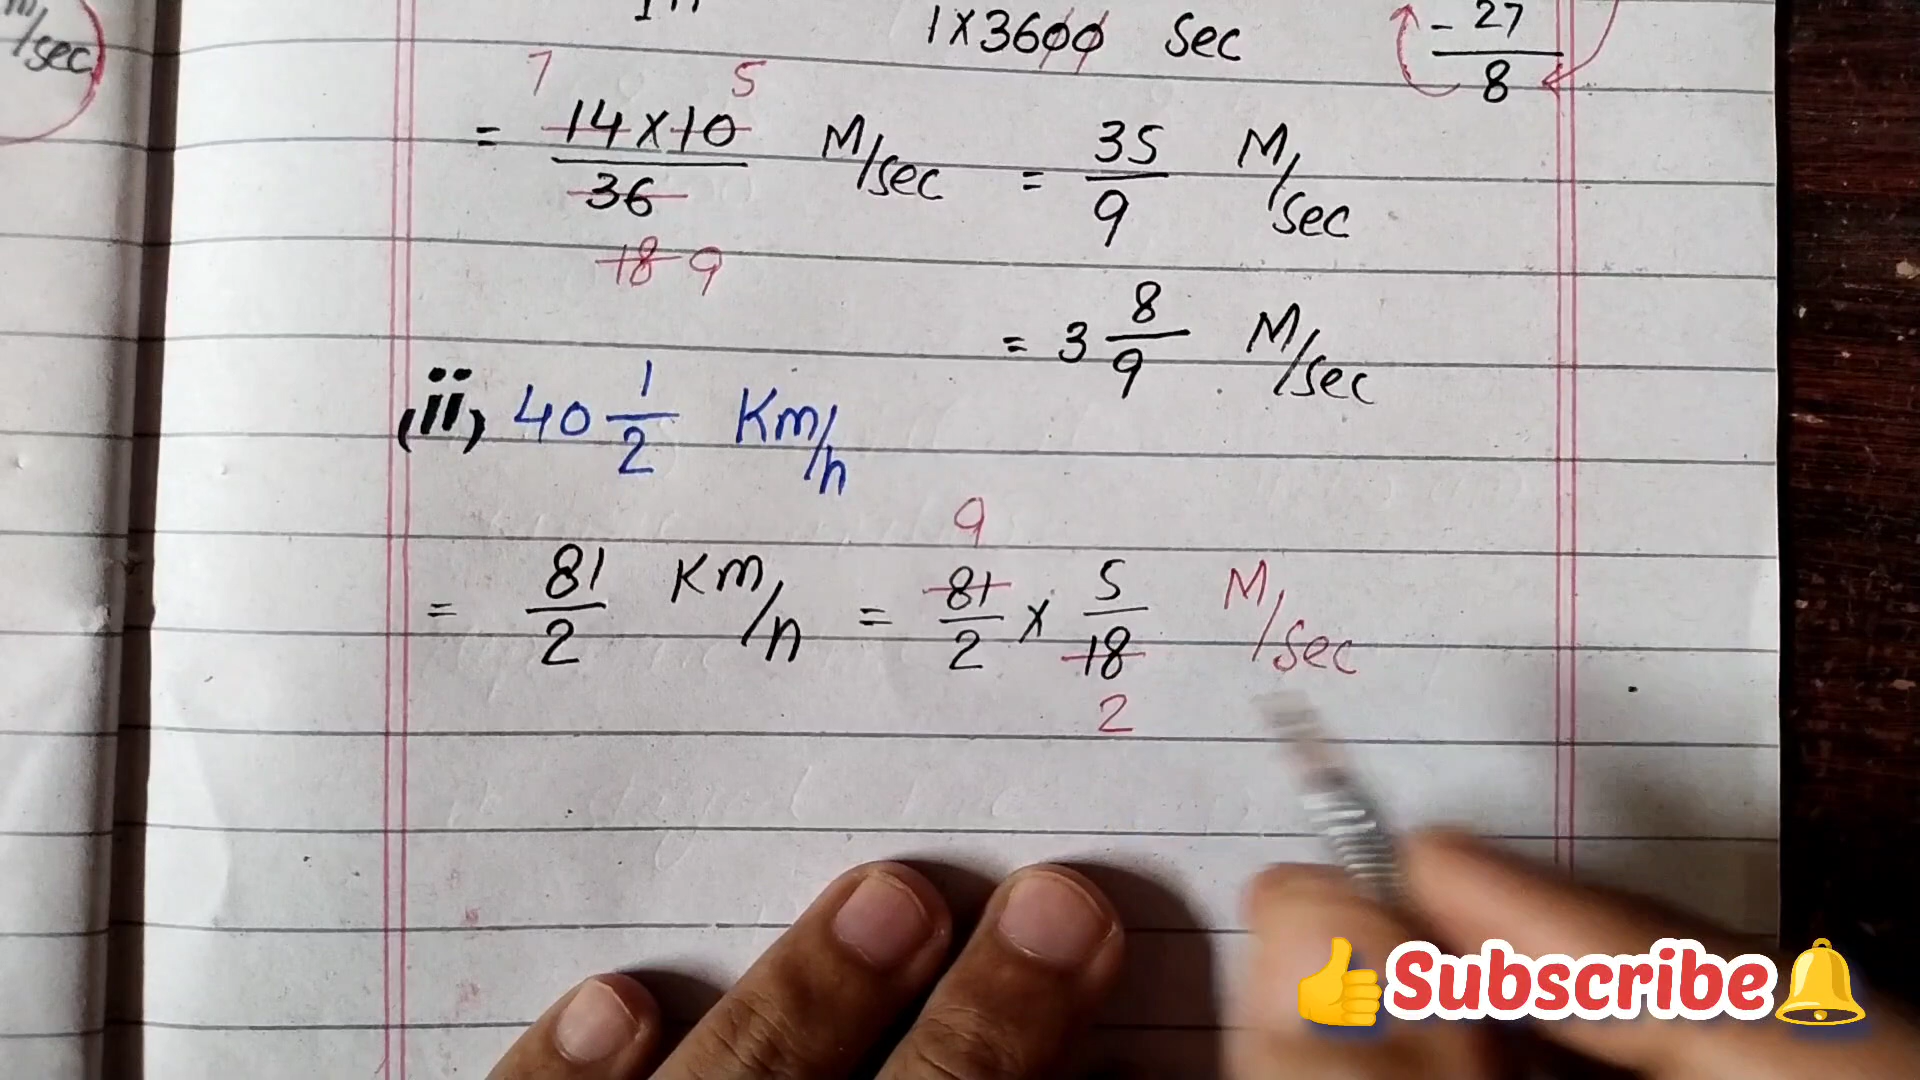 /sec
1 × 3600 Sec
- 27
8
7 5
= 14 × 10 / 36 M/sec = 35/9 M/sec
18 9
= 3 8/9 M/sec
(ii) 40 1/2 Km/h
9
= 81/2 Km/h = 81/2 × 5/18 M/sec
2
Subscribe